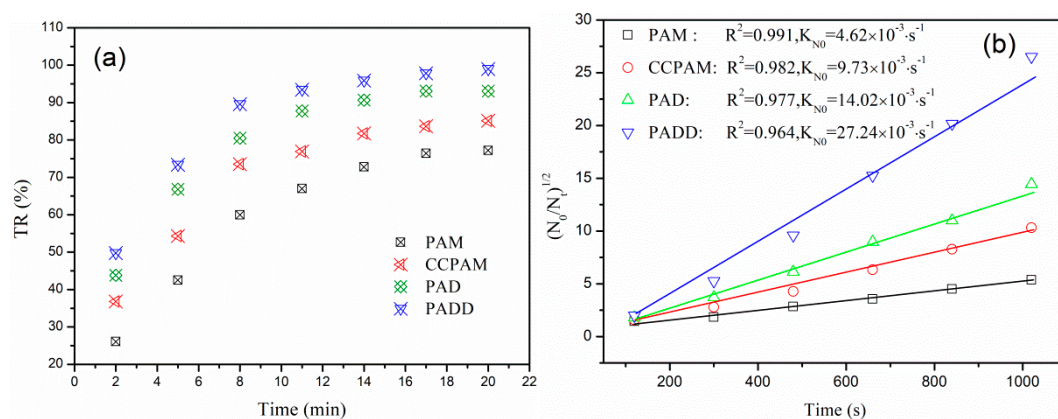 (a)
TR (%)
110
100
90
80
70
60
50
40
30
20
0 2 4 6 8 10 12 14 16 18 20 22
Time (min)
PAM
CCPAM
PAD
PADD
(b)
(N₀/Nₜ)^1/2
30
25
20
15
10
5
0
200 400 600 800 1000
Time (s)
PAM : R²=0.991,K_N0=4.62×10⁻³·s⁻¹
CCPAM: R²=0.982,K_N0=9.73×10⁻³·s⁻¹
PAD: R²=0.977,K_N0=14.02×10⁻³·s⁻¹
PADD: R²=0.964,K_N0=27.24×10⁻³·s⁻¹